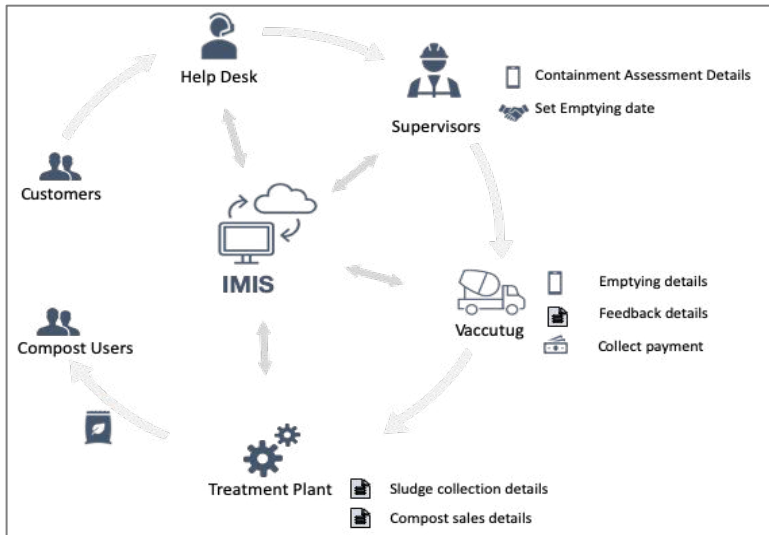 Help Desk
Containment Assessment Details
Set Emptying date
Supervisors
Customers
IMIS
Emptying details
Feedback details
Collect payment
Vaccutug
Compost Users
Treatment Plant
Sludge collection details
Compost sales details